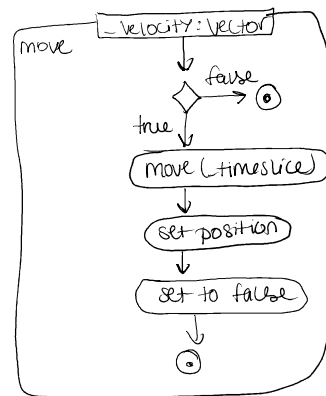 _velocity: Vector
move
false
true
move(_timeslice)
set position
set to false